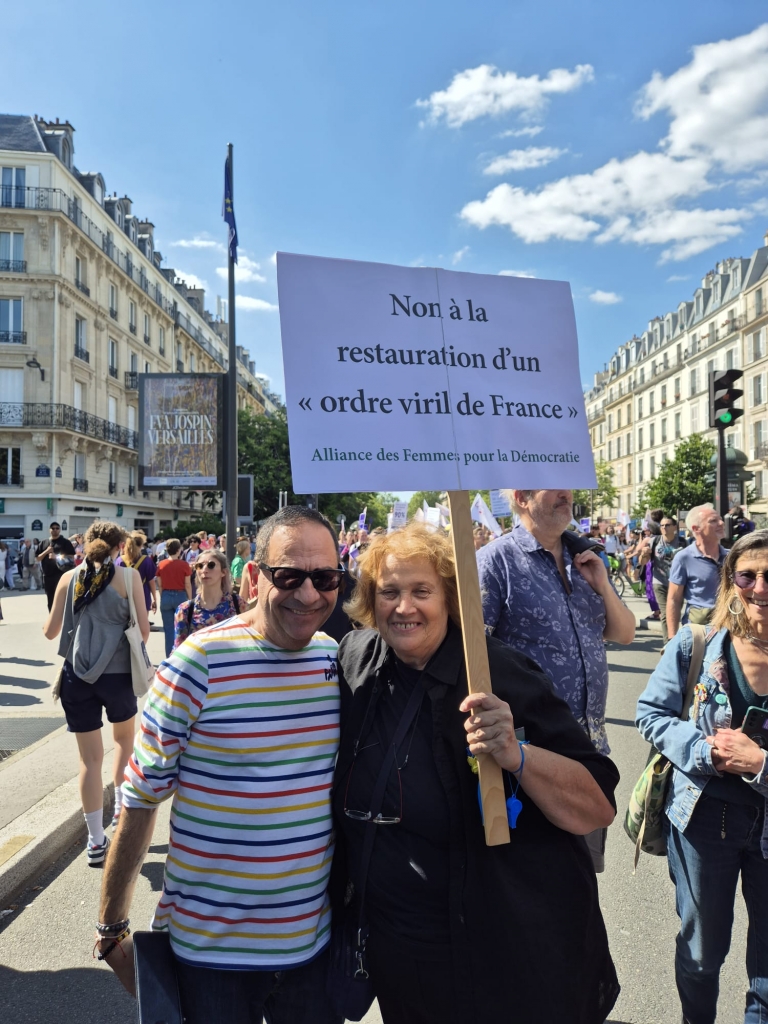 Non à la
restauration d'un
« ordre viril de France »
Alliance des Femmes pour la Démocratie
EVA JOSPIN
VERSAILLES